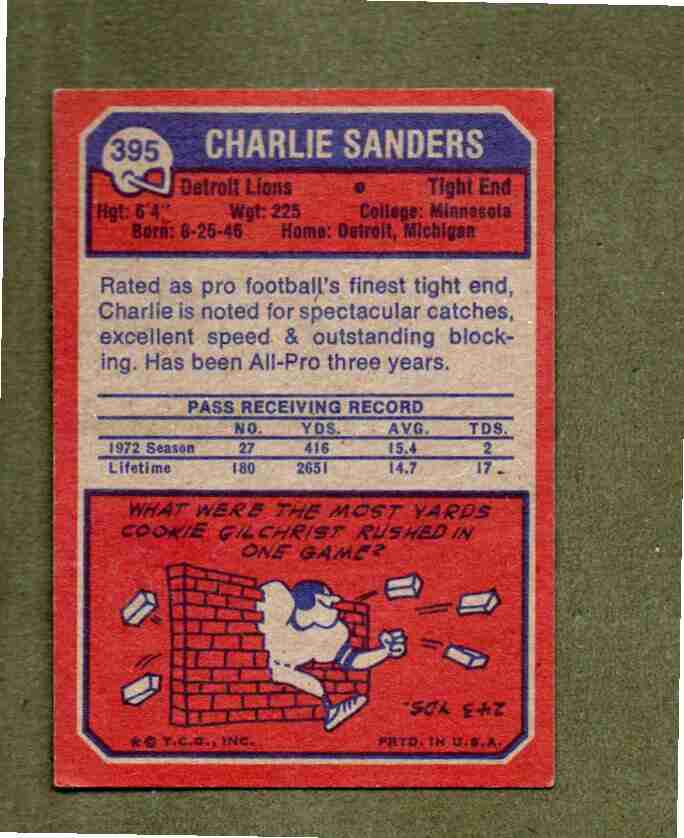 395
CHARLIE SANDERS
Detroit Lions • Tight End
Hgt: 6'4" Wgt: 225 College: Minnesota
Born: 8-25-46 Home: Detroit, Michigan
Rated as pro football's finest tight end,
Charlie is noted for spectacular catches,
excellent speed & outstanding block-
ing. Has been All-Pro three years.
PASS RECEIVING RECORD
NO. YDS. AVG. TDS.
1972 Season 27 416 15.4 2
Lifetime 180 2651 14.7 17
WHAT WERE THE MOST YARDS
COOKIE GILCHRIST RUSHED IN
ONE GAME?
243 YDS.
★ © T.C.G., INC. PRTD. IN U.S.A.